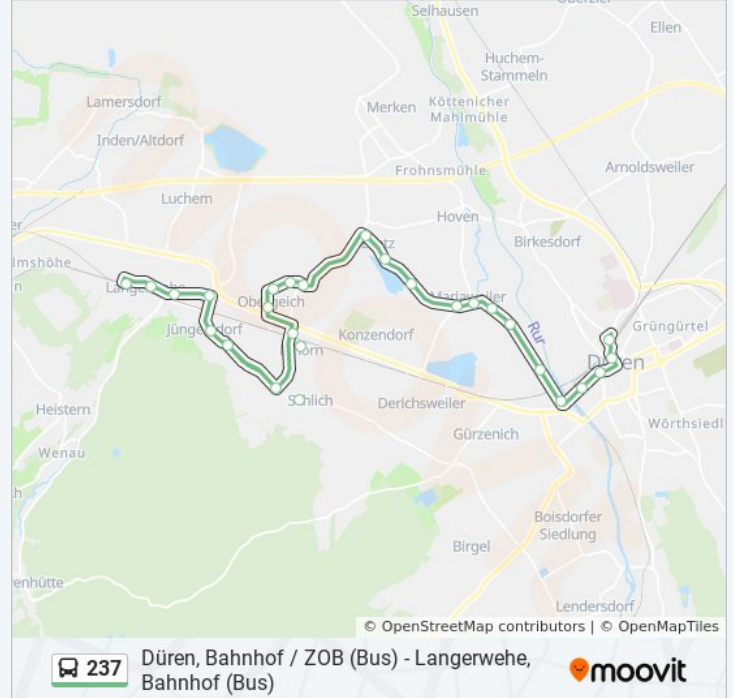 Selhausen
Ellen
Huchem-
Stammeln
Lamersdorf
Merken
Köttenicher
Mahlmühle
Inden/Altdorf
Frohnsmühle
Arnoldsweiler
Luchem
Hoven
Birkesdorf
Mariaweiler
Konzendorf
Rur
Grüngürtel
Düren
Schlich
Derichsweiler
Heistern
Gürzenich
Wörthsiedl
Wenau
Boisdorfer
Siedlung
Birgel
enhütte
Lendersdorf
© OpenStreetMap contributors | © OpenMapTiles
237
Düren, Bahnhof / ZOB (Bus) - Langerwehe,
Bahnhof (Bus)
moovit